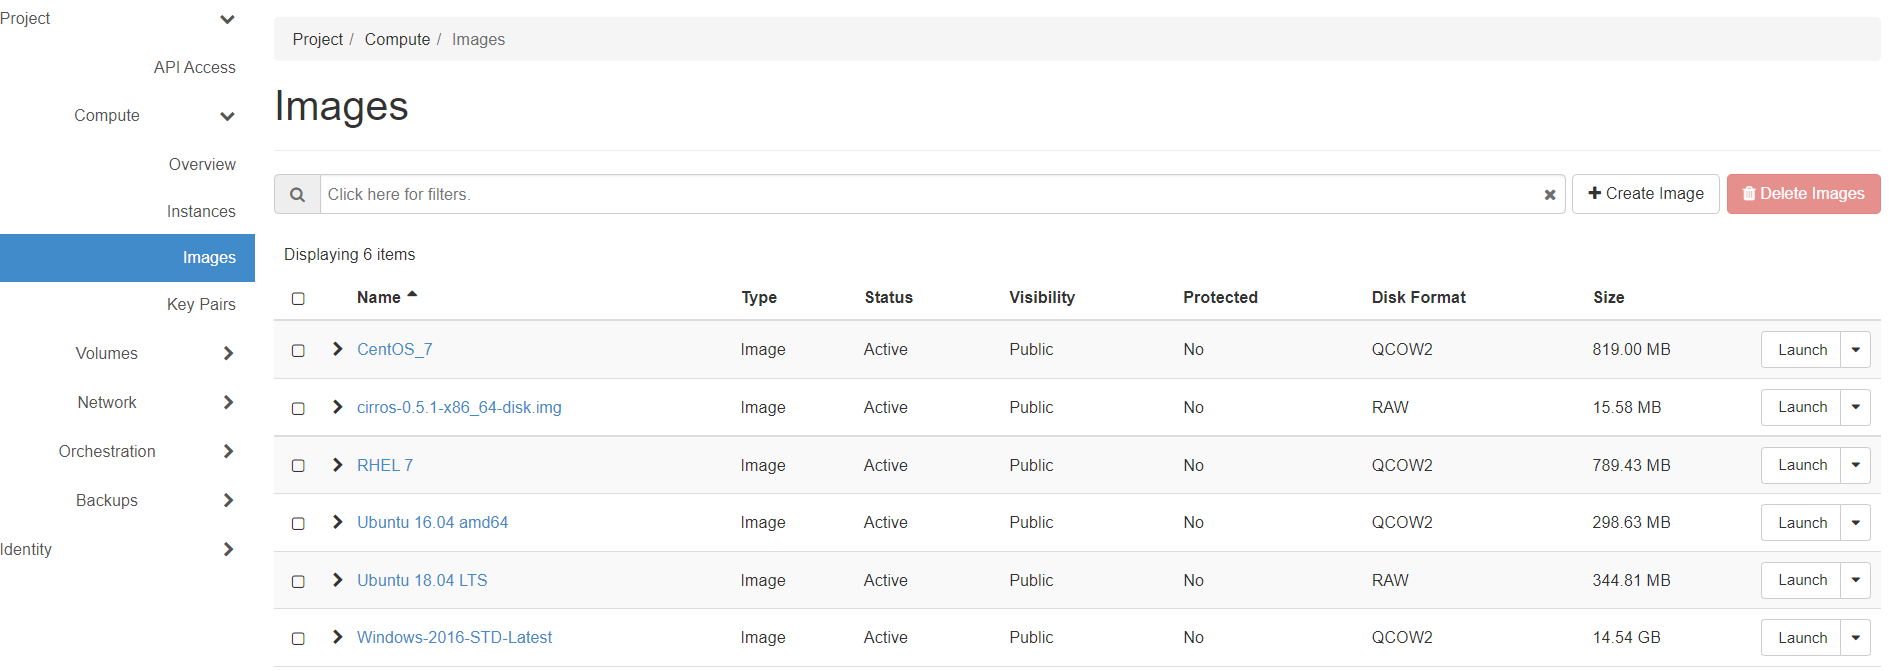 Project
API Access
Compute
Overview
Instances
Images
Key Pairs
Volumes
Network
Orchestration
Backups
Identity
Project / Compute / Images
Images
Click here for filters.
Create Image
Delete Images
Displaying 6 items
Name Type Status Visibility Protected Disk Format Size
CentOS_7 Image Active Public No QCOW2 819.00 MB Launch
cirros-0.5.1-x86_64-disk.img Image Active Public No RAW 15.58 MB Launch
RHEL 7 Image Active Public No QCOW2 789.43 MB Launch
Ubuntu 16.04 amd64 Image Active Public No QCOW2 298.63 MB Launch
Ubuntu 18.04 LTS Image Active Public No RAW 344.81 MB Launch
Windows-2016-STD-Latest Image Active Public No QCOW2 14.54 GB Launch